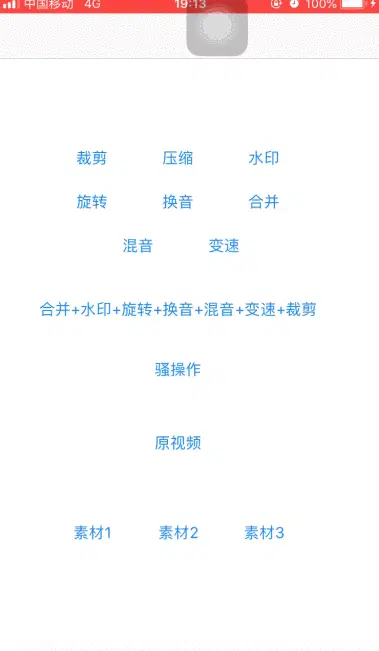 中国移动 4G 19:13 100%
裁剪 压缩 水印
旋转 换音 合并
混音 变速
合并+水印+旋转+换音+混音+变速+裁剪
骚操作
原视频
素材1 素材2 素材3